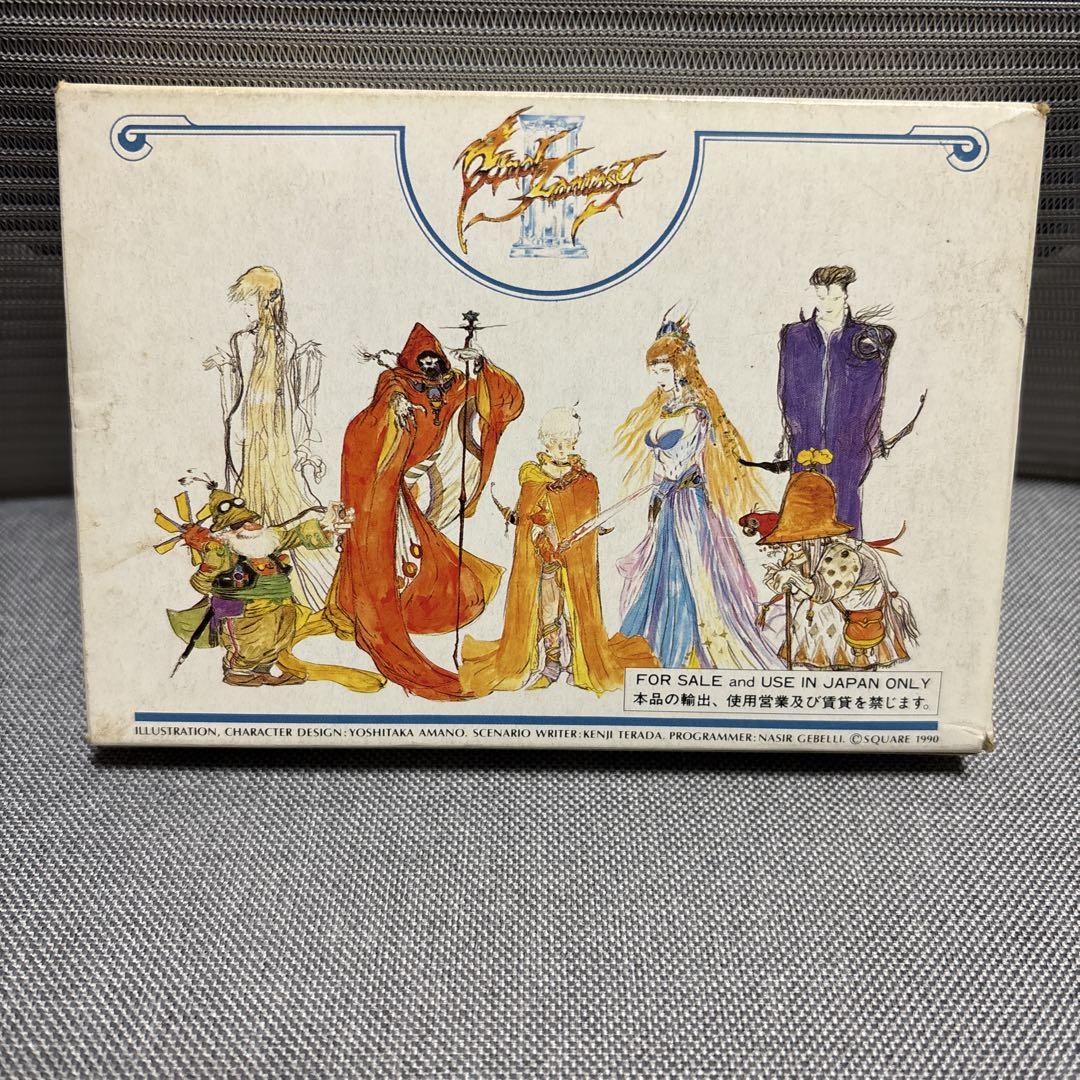 Final Fantasy
III
FOR SALE and USE IN JAPAN ONLY
本品の輸出、使用営業及び賃貸を禁じます。
ILLUSTRATION, CHARACTER DESIGN:YOSHITAKA AMANO. SCENARIO WRITER:KENJI TERADA. PROGRAMMER:NASIR GEBELLI. ©SQUARE 1990